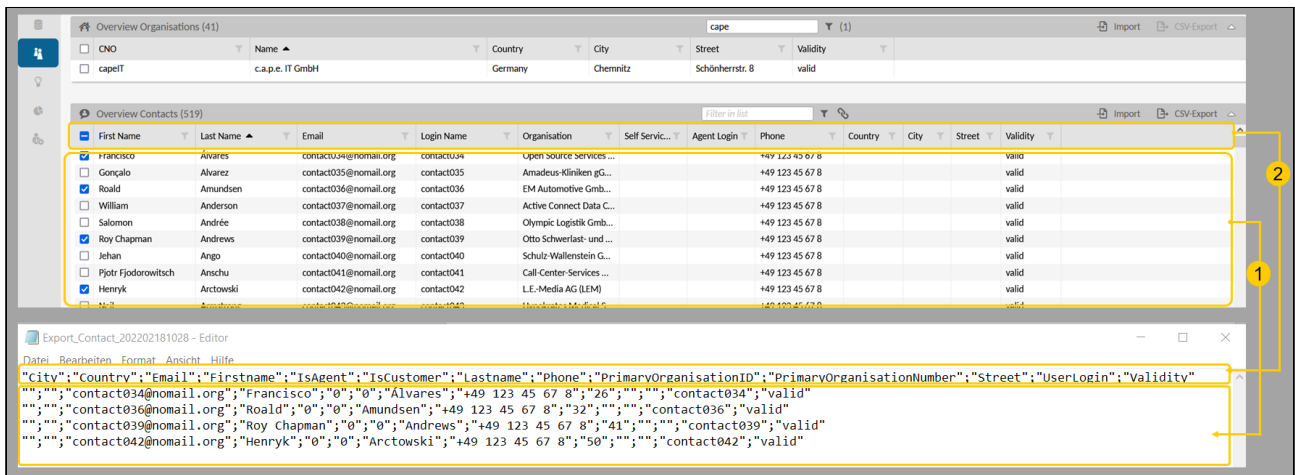 Overview Organisations (41) cape (1) Import CSV-Export
CNO Name Country City Street Validity
capeIT c.a.p.e. IT GmbH Germany Chemnitz Schönherrstr. 8 valid
Overview Contacts (519) Filter in list Import CSV-Export
First Name Last Name Email Login Name Organisation Self Servic... Agent Login Phone Country City Street Validity
Francisco Álvares contact034@nomail.org contact034 Open Source Services ... +49 123 45 67 8 valid
Gonçalo Alvarez contact035@nomail.org contact035 Amadeus-Kliniken gG... +49 123 45 67 8 valid
2
Roald Amundsen contact036@nomail.org contact036 EM Automotive Gmb... +49 123 45 67 8 valid
William Anderson contact037@nomail.org contact037 Active Connect Data C... +49 123 45 67 8 valid
Salomon Andrée contact038@nomail.org contact038 Olympic Logistik Gmb... +49 123 45 67 8 valid
Roy Chapman Andrews contact039@nomail.org contact039 Otto Schwerlast- und ... +49 123 45 67 8 valid
Jehan Ango contact040@nomail.org contact040 Schulz-Wallenstein G... +49 123 45 67 8 valid
Pjotr Fjodorowitsch Anschu contact041@nomail.org contact041 Call-Center-Services ... +49 123 45 67 8 valid
1
Henryk Arctowski contact042@nomail.org contact042 L.E.-Media AG (LEM) +49 123 45 67 8 valid
Export_Contact_202202181028 - Editor
Datei Bearbeiten Format Ansicht Hilfe
"City";"Country";"Email";"Firstname";"IsAgent";"IsCustomer";"Lastname";"Phone";"PrimaryOrganisationID";"PrimaryOrganisationNumber";"Street";"UserLogin";"Validity"
"";"";"contact034@nomail.org";"Francisco";"0";"0";"Álvares";"+49 123 45 67 8";"26";"";"";"contact034";"valid"
"";"";"contact036@nomail.org";"Roald";"0";"0";"Amundsen";"+49 123 45 67 8";"32";"";"";"contact036";"valid"
"";"";"contact039@nomail.org";"Roy Chapman";"0";"0";"Andrews";"+49 123 45 67 8";"41";"";"";"contact039";"valid"
"";"";"contact042@nomail.org";"Henryk";"0";"0";"Arctowski";"+49 123 45 67 8";"50";"";"";"contact042";"valid"